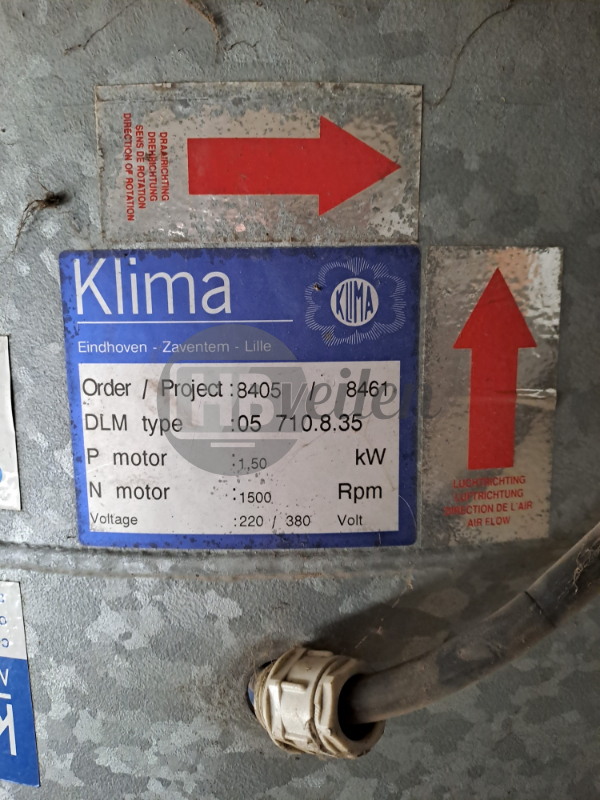 DRAAIRICHTING
DREHRICHTUNG
SENS DE ROTATION
DIRECTION OF ROTATION
Klima
KLIMA
Eindhoven - Zaventem - Lille
Order / Project : 8405 / 8461
DLM type : 05 710.8.35
P motor : 1,50 kW
N motor : 1500 Rpm
Voltage : 220 / 380 Volt
HB veilen
LUCHTRICHTING
LUFTRICHTUNG
DIRECTION DE L'AIR
AIR FLOW